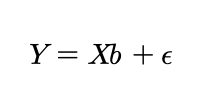 Y = Xb + ϵ